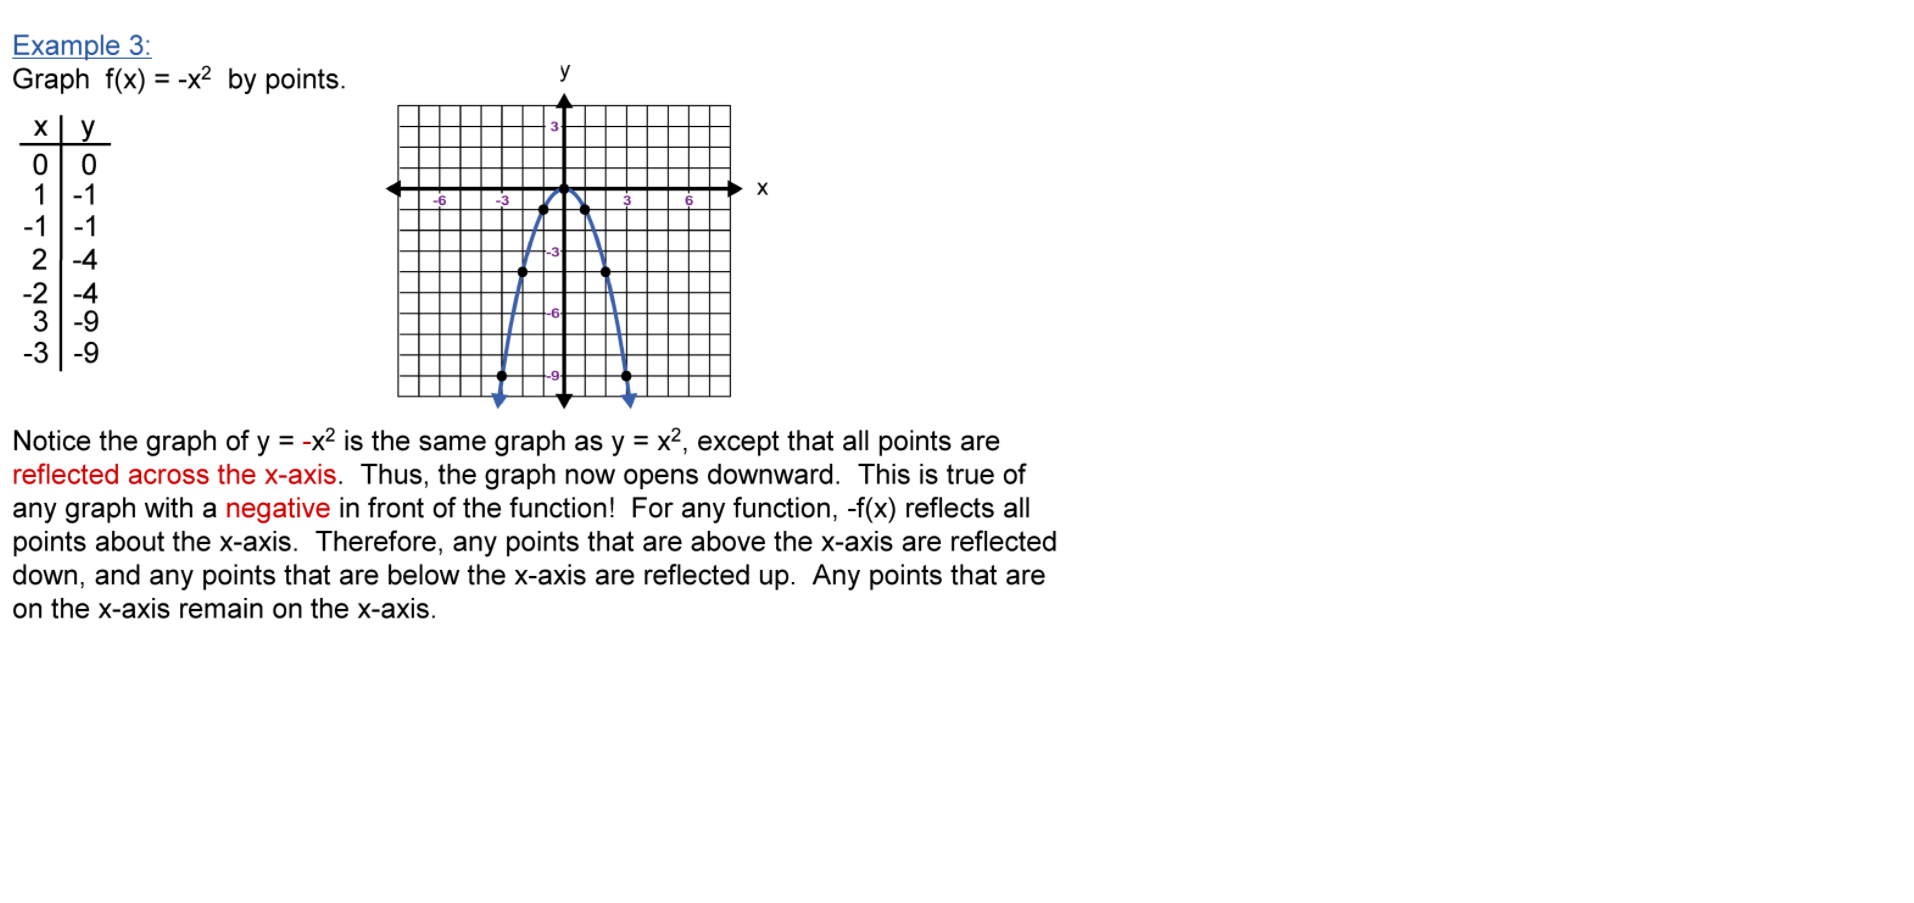 Example 3:
Graph f(x) = -x² by points.
x y
0 0
1 -1
-1 -1
2 -4
-2 -4
3 -9
-3 -9
y
3
x
-6 -3 3 6
-3
-6
-9
Notice the graph of y = -x² is the same graph as y = x², except that all points are
reflected across the x-axis. Thus, the graph now opens downward. This is true of
any graph with a negative in front of the function! For any function, -f(x) reflects all
points about the x-axis. Therefore, any points that are above the x-axis are reflected
down, and any points that are below the x-axis are reflected up. Any points that are
on the x-axis remain on the x-axis.